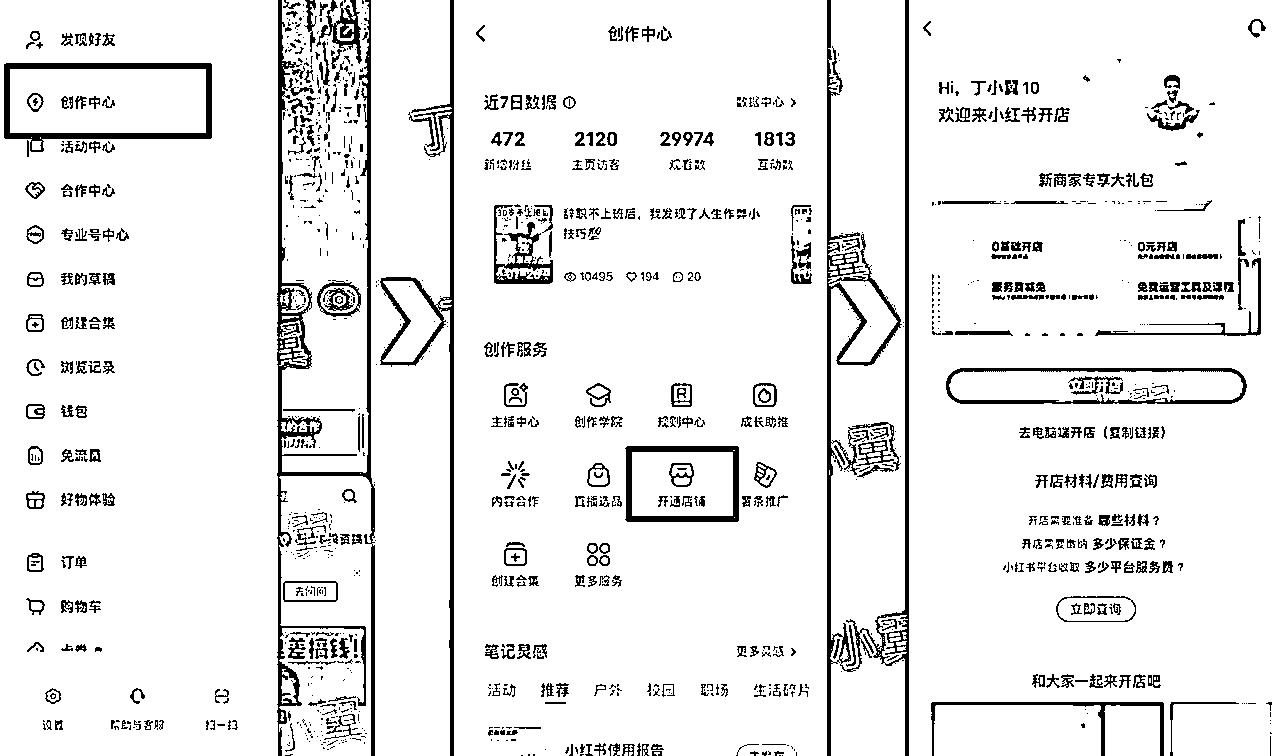 发现好友
创作中心
活动中心
合作中心
专业号中心
我的草稿
创建合集
浏览记录
钱包
免流量
好物体验
订单
购物车
设置
帮助与客服
扫一扫
去问问
创作中心
近7日数据
数据中心
472 2120 29974 1813
新增粉丝 主页访客 观看数 互动数
辞职不上班后，我发现了人生作弊小
技巧
10495 194 20
创作服务
主播中心 创作学院 规则中心 成长助推
内容合作 直播选品 开通店铺 薯条推广
创建合集 更多服务
笔记灵感
更多灵感
活动 推荐 户外 校园 职场 生活碎片
小红书使用报告
Hi，丁小翼10
欢迎来小红书开店
新商家专享大礼包
0基础开店 0元开店
服务费减免 免费运营工具及课程
立即开店
去电脑端开店（复制链接）
开店材料/费用查询
开店需要准备 哪些材料？
开店需要缴纳 多少保证金？
小红书平台收取 多少平台服务费？
立即查询
和大家一起来开店吧